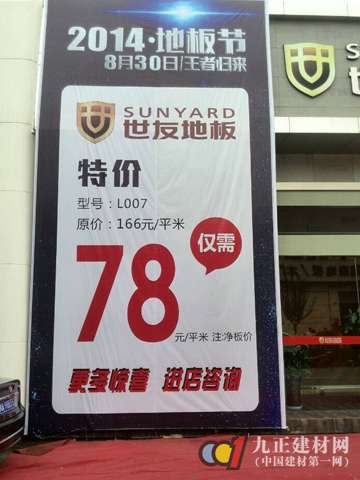 2014·地板节
8月30日/王者归来
SUNYARD
世友地板
特价
型号：L007
原价：166元/平米
仅需
78
元/平米 注:净板价
更多惊喜 进店咨询
SUN
世
九正建材网
(中国建材第一网)